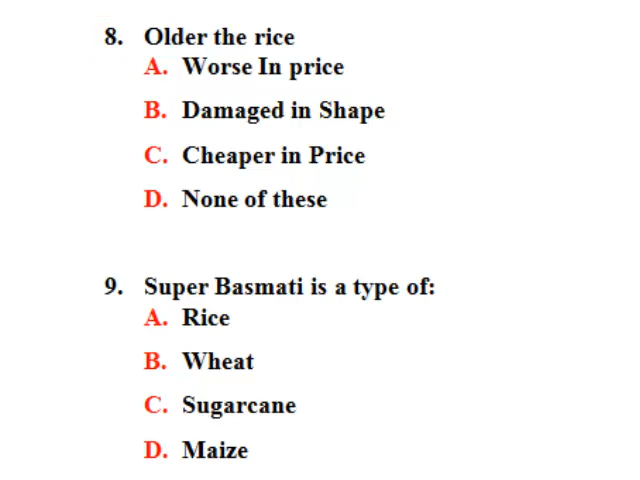 8. Older the rice
A. Worse In price
B. Damaged in Shape
C. Cheaper in Price
D. None of these
9. Super Basmati is a type of:
A. Rice
B. Wheat
C. Sugarcane
D. Maize